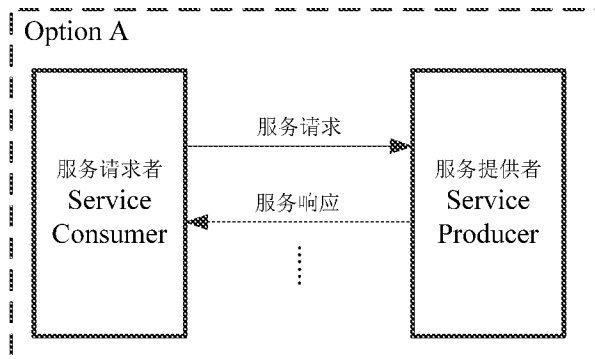 Option A
服务请求
服务请求者
Service
Consumer
服务提供者
Service
Producer
服务响应